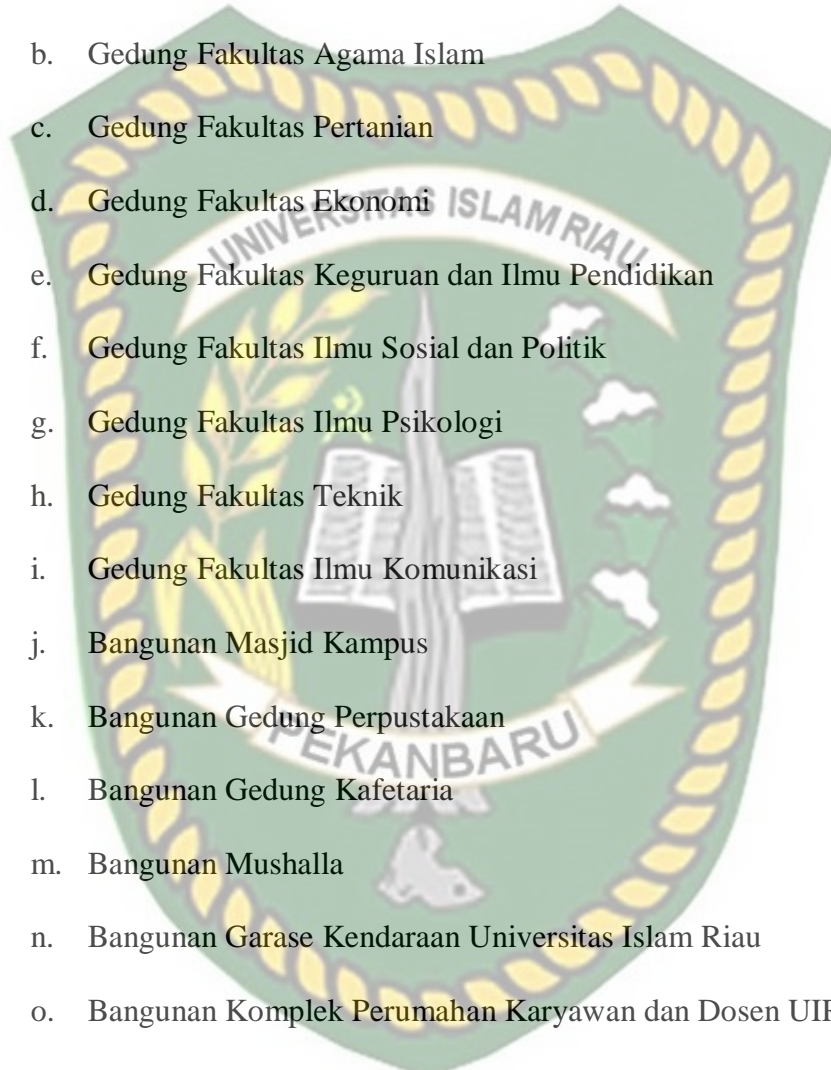 b. Gedung Fakultas Agama Islam
c. Gedung Fakultas Pertanian
d. Gedung Fakultas Ekonomi
UNIVERSITAS ISLAM RIAU
e. Gedung Fakultas Keguruan dan Ilmu Pendidikan
f. Gedung Fakultas Ilmu Sosial dan Politik
g. Gedung Fakultas Ilmu Psikologi
h. Gedung Fakultas Teknik
i. Gedung Fakultas Ilmu Komunikasi
j. Bangunan Masjid Kampus
k. Bangunan Gedung Perpustakaan
PEKANBARU
l. Bangunan Gedung Kafetaria
m. Bangunan Mushalla
n. Bangunan Garase Kendaraan Universitas Islam Riau
o. Bangunan Komplek Perumahan Karyawan dan Dosen UIR